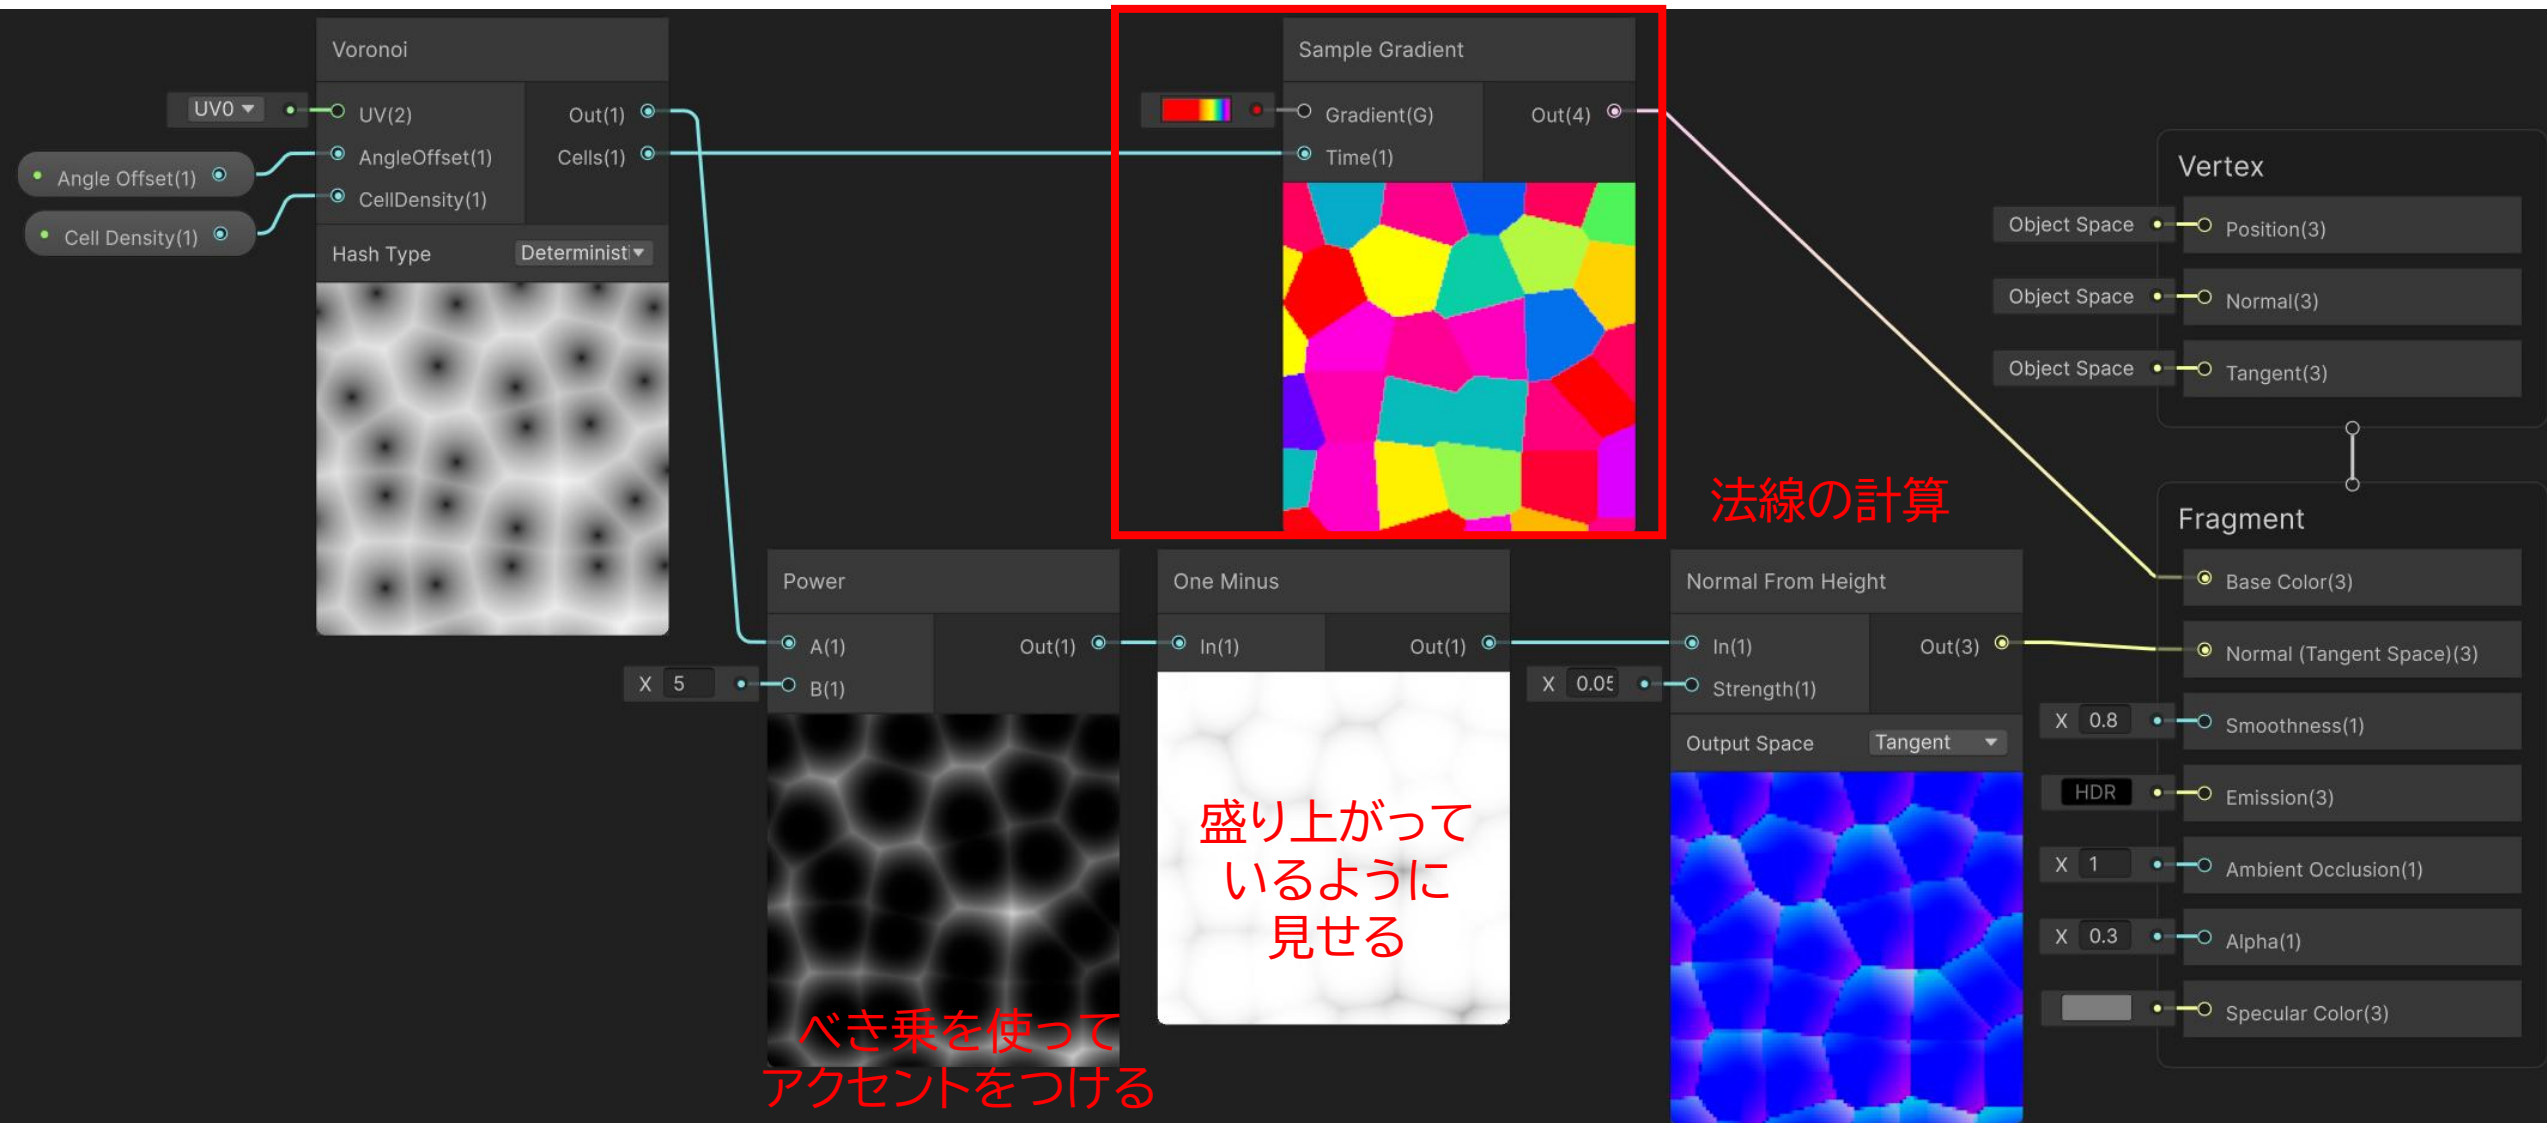 Voronoi
UV0
UV(2)
Out(1)
AngleOffset(1)
Cells(1)
Angle Offset(1)
CellDensity(1)
Cell Density(1)
Hash Type
Deterministi
Sample Gradient
Gradient(G)
Out(4)
Time(1)
法線の計算
Vertex
Object Space
Position(3)
Object Space
Normal(3)
Object Space
Tangent(3)
Power
A(1)
Out(1)
X 5
B(1)
べき乗を使って
アクセントをつける
One Minus
In(1)
Out(1)
盛り上がって
いるように
見せる
Normal From Height
In(1)
Out(3)
X 0.05
Strength(1)
Output Space
Tangent
Fragment
Base Color(3)
Normal (Tangent Space)(3)
X 0.8
Smoothness(1)
HDR
Emission(3)
X 1
Ambient Occlusion(1)
X 0.3
Alpha(1)
Specular Color(3)